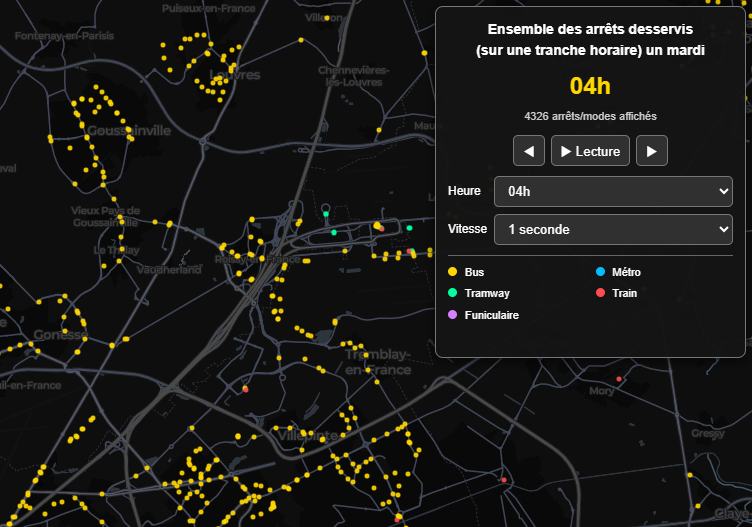 Puiseux-en-France
Fontenay-en-Parisis
Louvres
Chennevières-
lès-Louvres
Goussainville
Vieux Pays de
Goussainville
Le Thillay
Vaudherland
Roissy-en-France
Gonesse
Tremblay-
en-France
Villepinte
Mory
Gressy
Ensemble des arrêts desservis
(sur une tranche horaire) un mardi
04h
4326 arrêts/modes affichés
◀
▶ Lecture
▶
Heure
04h
Vitesse
1 seconde
Bus
Métro
Tramway
Train
Funiculaire